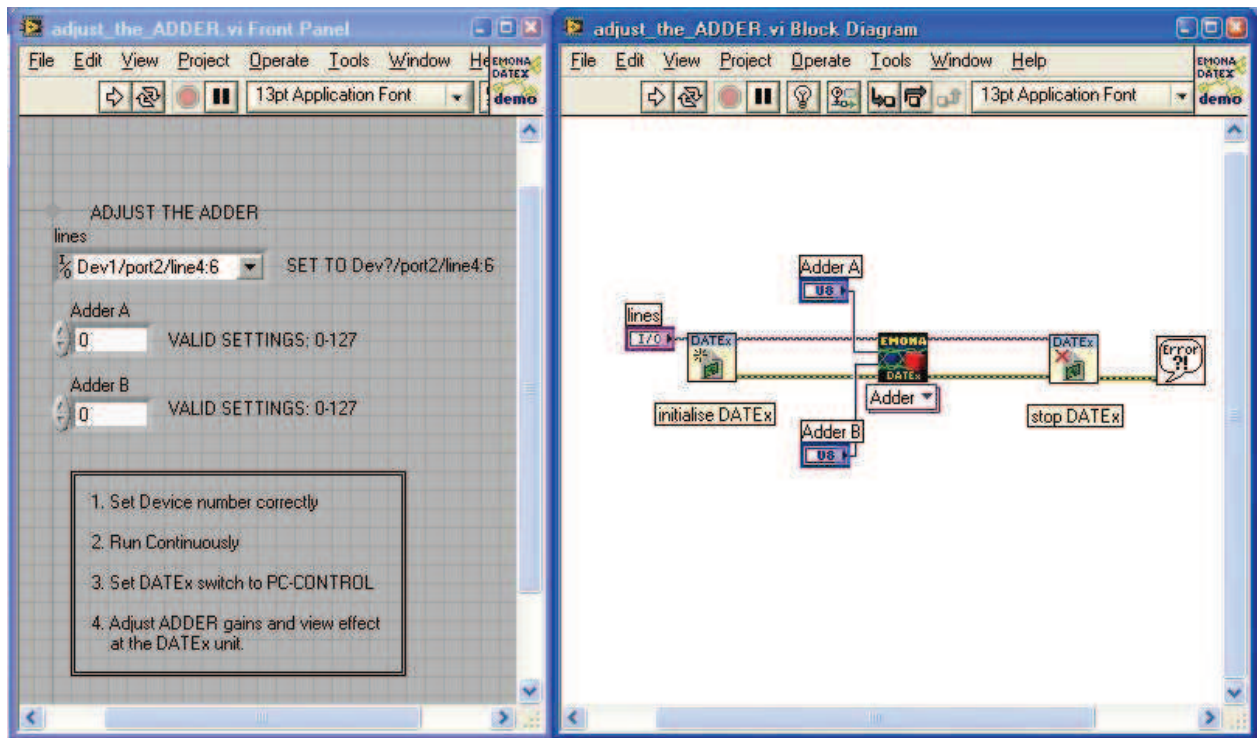 adjust_the_ADDER.vi Front Panel
File Edit View Project Operate Tools Window
EMONA
DATEX
demo
13pt Application Font
ADJUST THE ADDER
lines
I/O Dev1/port2/line4:6 SET TO Dev?/port2/line4:6
Adder A
0 VALID SETTINGS: 0-127
Adder B
0 VALID SETTINGS: 0-127
1. Set Device number correctly
2. Run Continuously
3. Set DATEx switch to PC-CONTROL
4. Adjust ADDER gains and view effect
at the DATEx unit.
adjust_the_ADDER.vi Block Diagram
File Edit View Project Operate Tools Window Help
EMONA
DATEX
demo
13pt Application Font
Adder A
U8
lines
I/O
DATEx
EMONA
DATEx
DATEx
Error
?!
Adder
initialise DATEx
stop DATEx
Adder B
U8